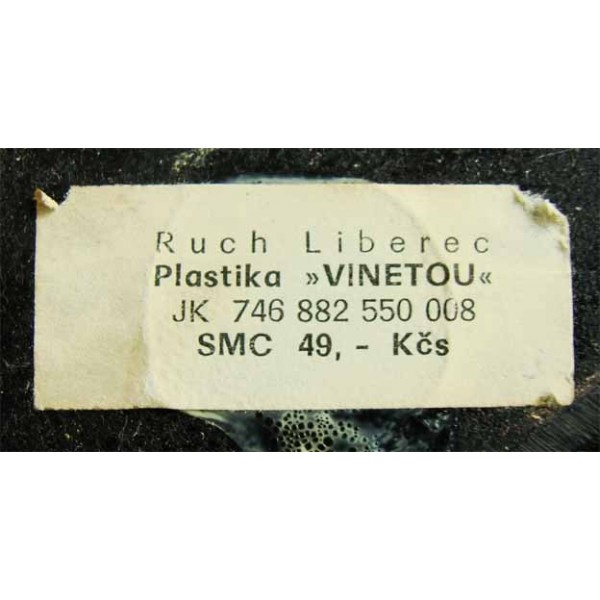 Ruch Liberec
Plastika »VINETOU«
JK 746 882 550 008
SMC 49,- Kčs